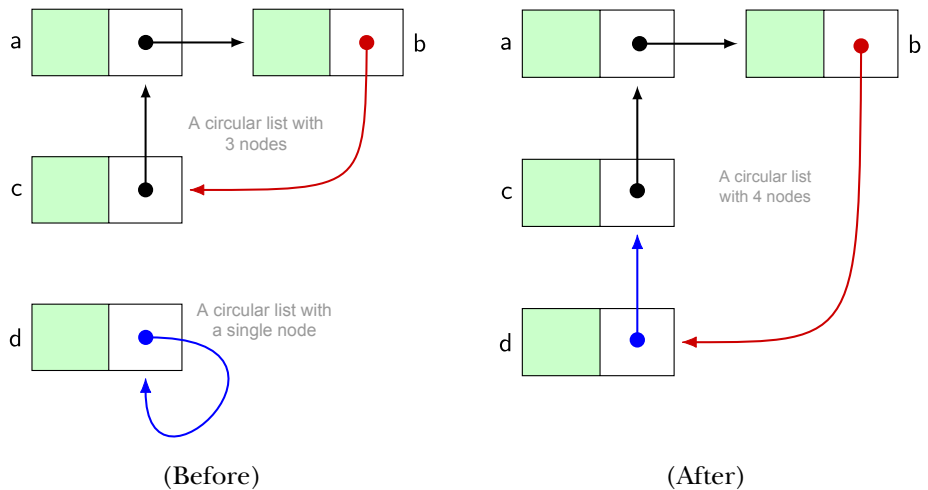 a
b
A circular list with
3 nodes
c
A circular list with
a single node
d
(Before)
a
b
A circular list
with 4 nodes
c
d
(After)